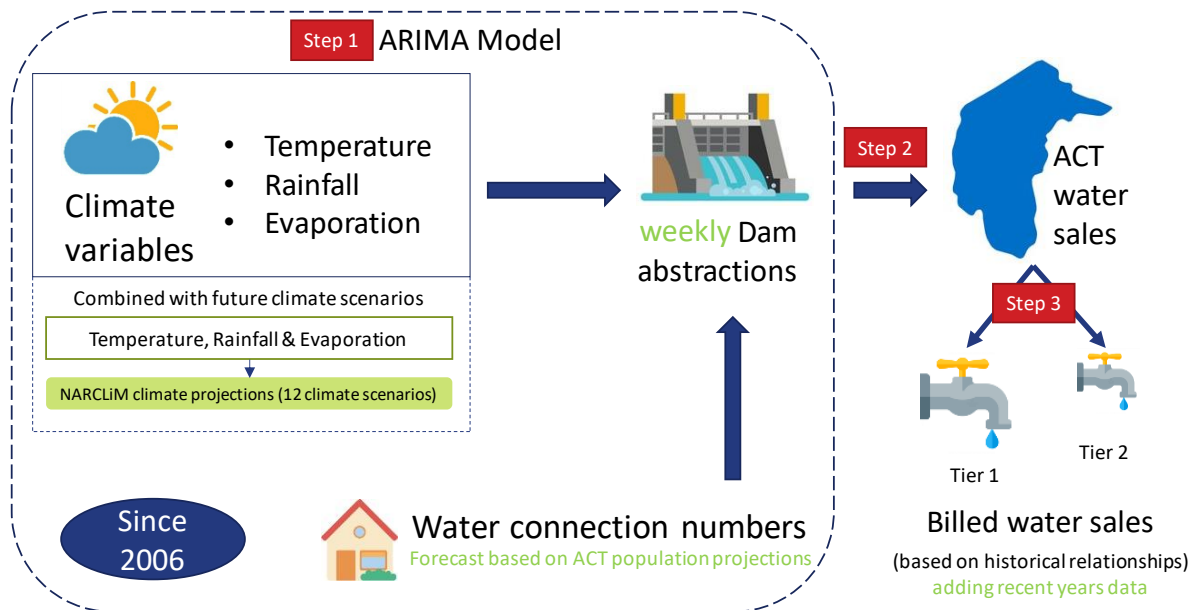 Step 1 ARIMA Model
Climate
variables
• Temperature
• Rainfall
• Evaporation
Combined with future climate scenarios
Temperature, Rainfall & Evaporation
NARCLiM climate projections (12 climate scenarios)
weekly Dam
abstractions
Since
2006
Water connection numbers
Forecast based on ACT population projections
Step 2
ACT
water
sales
Step 3
Tier 1
Tier 2
Billed water sales
(based on historical relationships)
adding recent years data